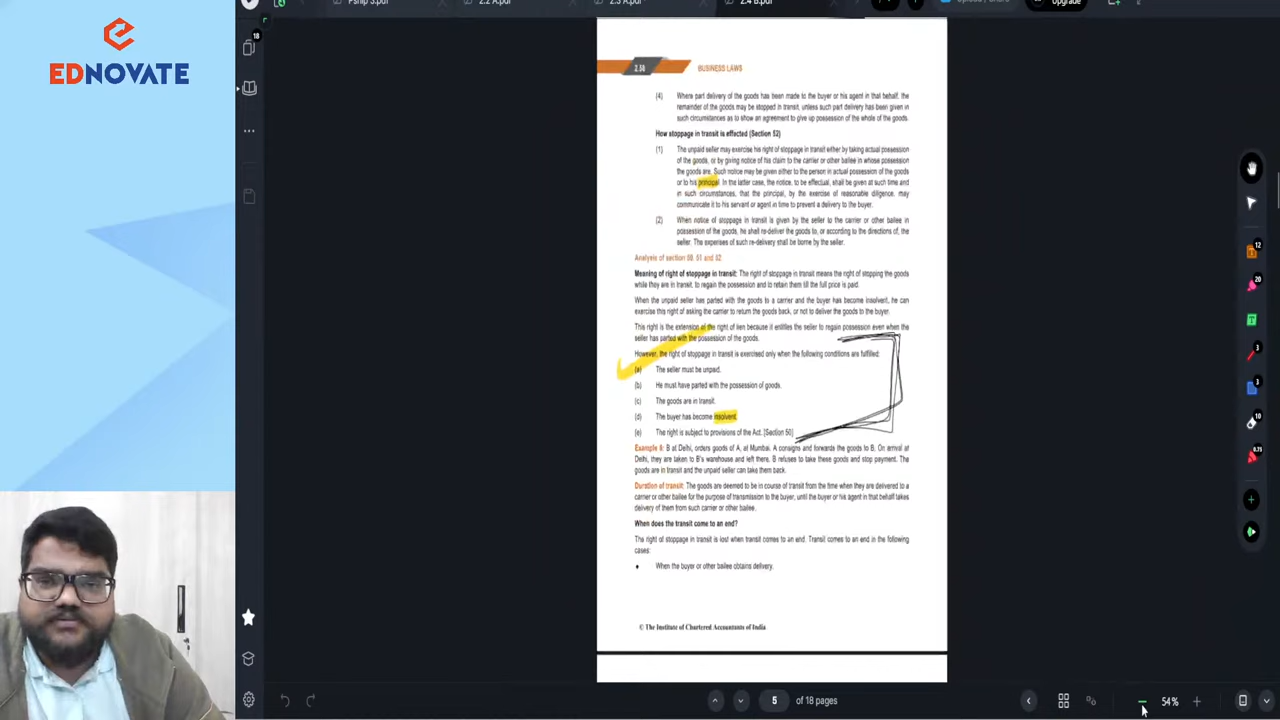 Pship 3.pdf
2.2 A.pdf
2.3 A.pdf
2.4 B.pdf
Upgrade
EDNOVATE
18
2.58 BUSINESS LAWS
(4) Where part delivery of the goods has been made to the buyer or his agent in that behalf, the
remainder of the goods may be stopped in transit, unless such part delivery has been given in
such circumstances as to show an agreement to give up possession of the whole of the goods.
How stoppage in transit is effected (Section 52)
(1) The unpaid seller may exercise his right of stoppage in transit either by taking actual possession
of the goods, or by giving notice of his claim to the carrier or other bailee in whose possession
the goods are. Such notice may be given either to the person in actual possession of the goods
or to his principal. In the latter case, the notice, to be effectual, shall be given at such time and
in such circumstances, that the principal, by the exercise of reasonable diligence, may
communicate it to his servant or agent in time to prevent a delivery to the buyer.
(2) When notice of stoppage in transit is given by the seller to the carrier or other bailee in
possession of the goods, he shall re-deliver the goods to, or according to the directions of, the
seller. The expenses of such re-delivery shall be borne by the seller.
Analysis of section 50, 51 and 52
Meaning of right of stoppage in transit: The right of stoppage in transit means the right of stopping the goods
while they are in transit, to regain the possession and to retain them till the full price is paid.
When the unpaid seller has parted with the goods to a carrier and the buyer has become insolvent, he can
exercise this right of asking the carrier to return the goods back, or not to deliver the goods to the buyer.
This right is the extension of the right of lien because it entitles the seller to regain possession even when the
seller has parted with the possession of the goods.
However, the right of stoppage in transit is exercised only when the following conditions are fulfilled:
(a) The seller must be unpaid.
(b) He must have parted with the possession of goods.
(c) The goods are in transit.
(d) The buyer has become insolvent.
(e) The right is subject to provisions of the Act. [Section 50]
Example 8: B at Delhi, orders goods of A, at Mumbai. A consigns and forwards the goods to B. On arrival at
Delhi, they are taken to B's warehouse and left there. B refuses to take these goods and stop payment. The
goods are in transit and the unpaid seller can take them back.
Duration of transit: The goods are deemed to be in course of transit from the time when they are delivered to a
carrier or other bailee for the purpose of transmission to the buyer, until the buyer or his agent in that behalf takes
delivery of them from such carrier or other bailee.
When does the transit come to an end?
The right of stoppage in transit is lost when transit comes to an end. Transit comes to an end in the following
cases:
• When the buyer or other bailee obtains delivery.
© The Institute of Chartered Accountants of India
12
20
3
3
10
0.75
5 of 18 pages
54%